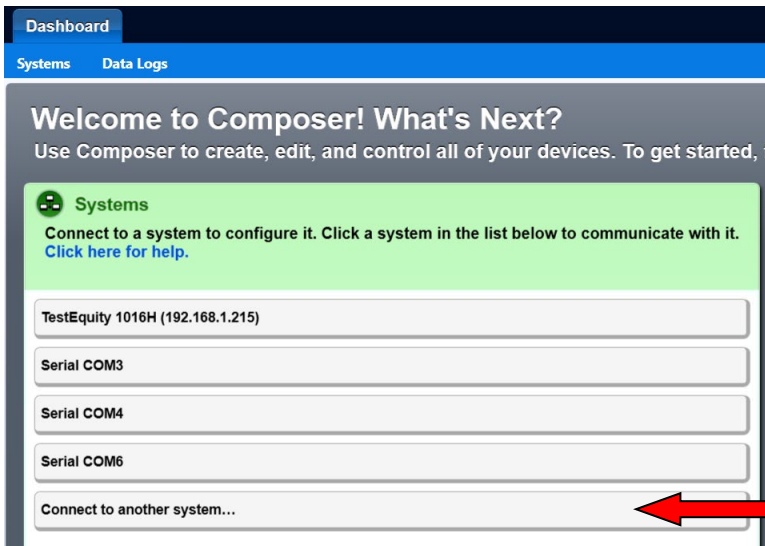 Dashboard
Systems Data Logs
Welcome to Composer! What's Next?
Use Composer to create, edit, and control all of your devices. To get started,
Systems
Connect to a system to configure it. Click a system in the list below to communicate with it.
Click here for help.
TestEquity 1016H (192.168.1.215)
Serial COM3
Serial COM4
Serial COM6
Connect to another system...